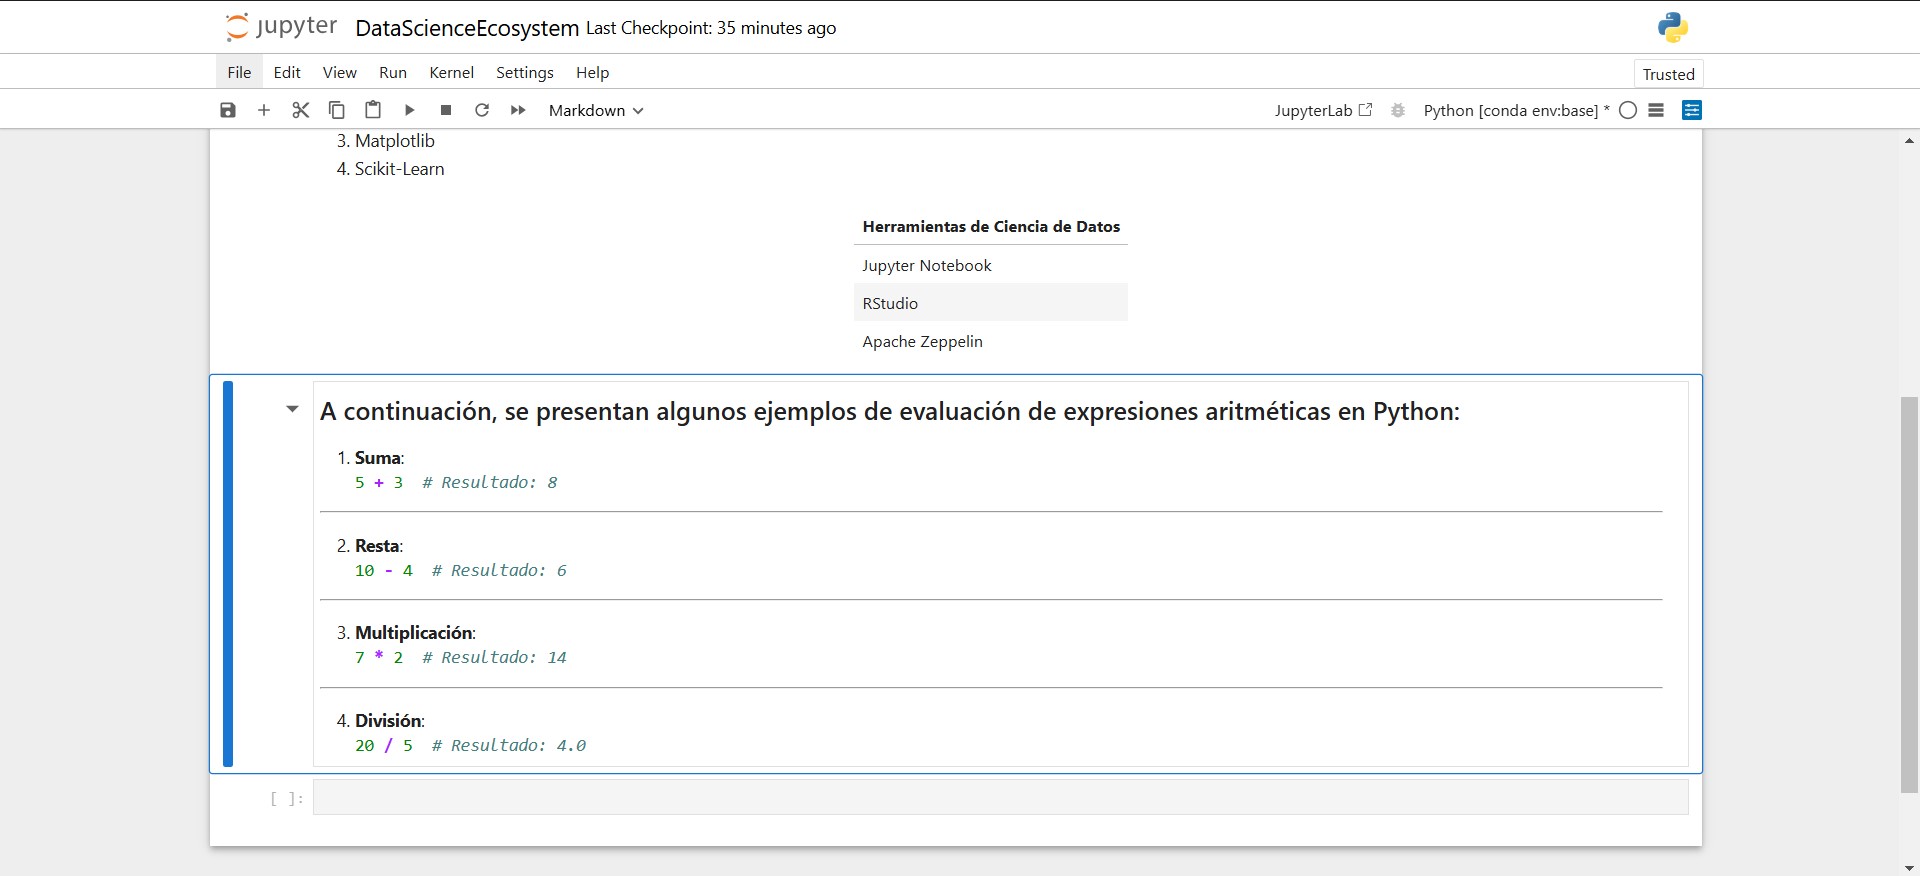 jupyter DataScienceEcosystem Last Checkpoint: 35 minutes ago
File Edit View Run Kernel Settings Help Trusted
Markdown JupyterLab Python [conda env:base] *
3. Matplotlib
4. Scikit-Learn
Herramientas de Ciencia de Datos
Jupyter Notebook
RStudio
Apache Zeppelin
A continuación, se presentan algunos ejemplos de evaluación de expresiones aritméticas en Python:
1. Suma:
5 + 3  # Resultado: 8
2. Resta:
10 - 4  # Resultado: 6
3. Multiplicación:
7 * 2  # Resultado: 14
4. División:
20 / 5  # Resultado: 4.0
[ ]: